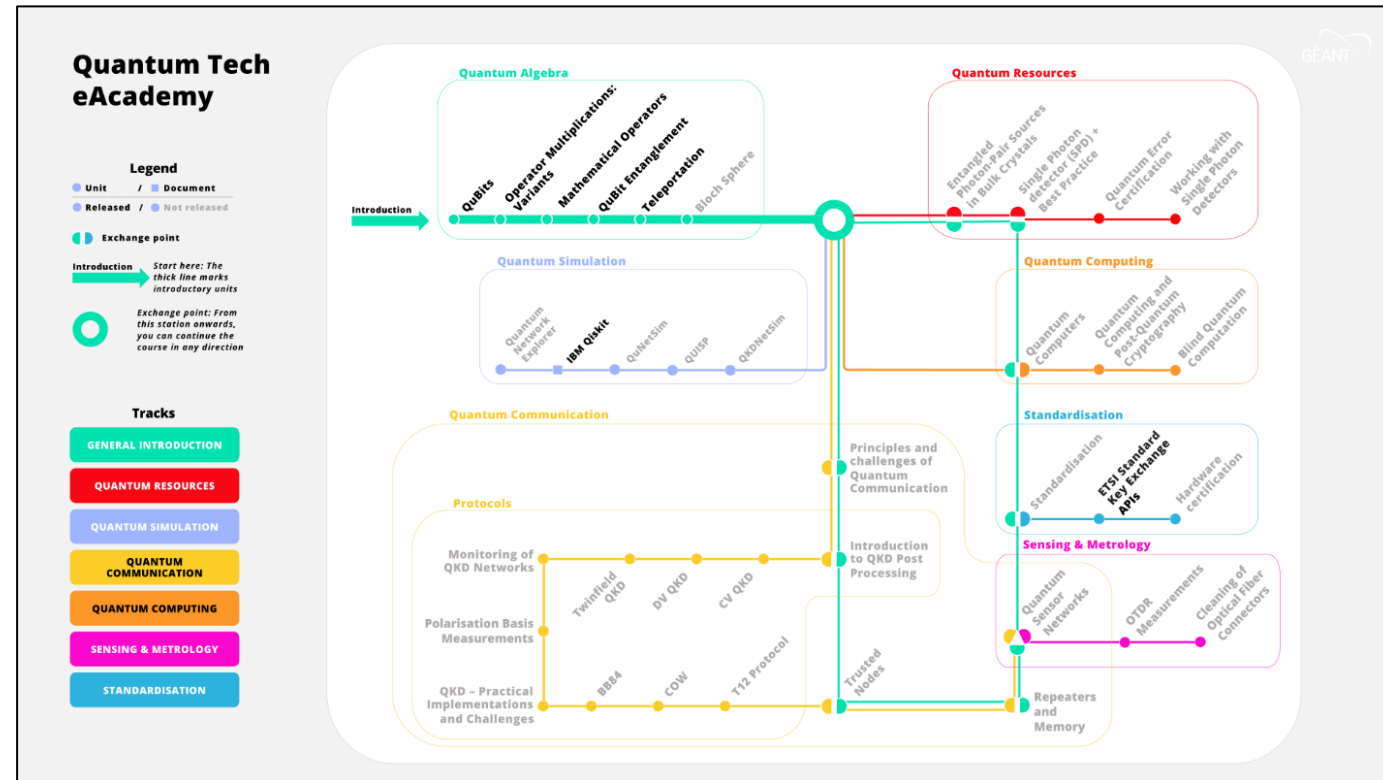 Quantum Tech
eAcademy
GÉANT
Legend
Unit / Document
Released / Not released
Exchange point
Introduction
Start here: The
thick line marks
introductory units
Exchange point: From
this station onwards,
you can continue the
course in any direction
Tracks
GENERAL INTRODUCTION
QUANTUM RESOURCES
QUANTUM SIMULATION
QUANTUM
COMMUNICATION
QUANTUM COMPUTING
SENSING & METROLOGY
STANDARDISATION
Introduction
Quantum Algebra
QuBits
Operator Multiplications:
Variants
Mathematical Operators
QuBit Entanglement
Teleportation
Bloch Sphere
Quantum Resources
Entangled
Photon-Pair Sources
in Bulk Crystals
Single Photon
detector (SPD) +
Best Practice
Quantum Error
Certification
Working with
Single Photon
Detectors
Quantum Simulation
Quantum
Network
Explorer
IBM Qiskit
QuNetSim
QUISP
QKDNetSim
Quantum Computing
Quantum
Computers
Quantum
Computing and
Post-Quantum
Cryptography
Blind Quantum
Computation
Quantum Communication
Principles and
challenges of
Quantum
Communication
Protocols
Monitoring of
QKD Networks
Twinfield
QKD
DV QKD
CV QKD
Introduction
to QKD Post
Processing
Polarisation Basis
Measurements
QKD – Practical
Implementations
and Challenges
BB84
COW
T12 Protocol
Trusted
Nodes
Repeaters
and
Memory
Standardisation
Standardisation
ETSI Standard
Key Exchange
APIs
Hardware
certification
Sensing & Metrology
Quantum
Sensor
Networks
OTDR
Measurements
Cleaning of
Optical Fiber
Connectors